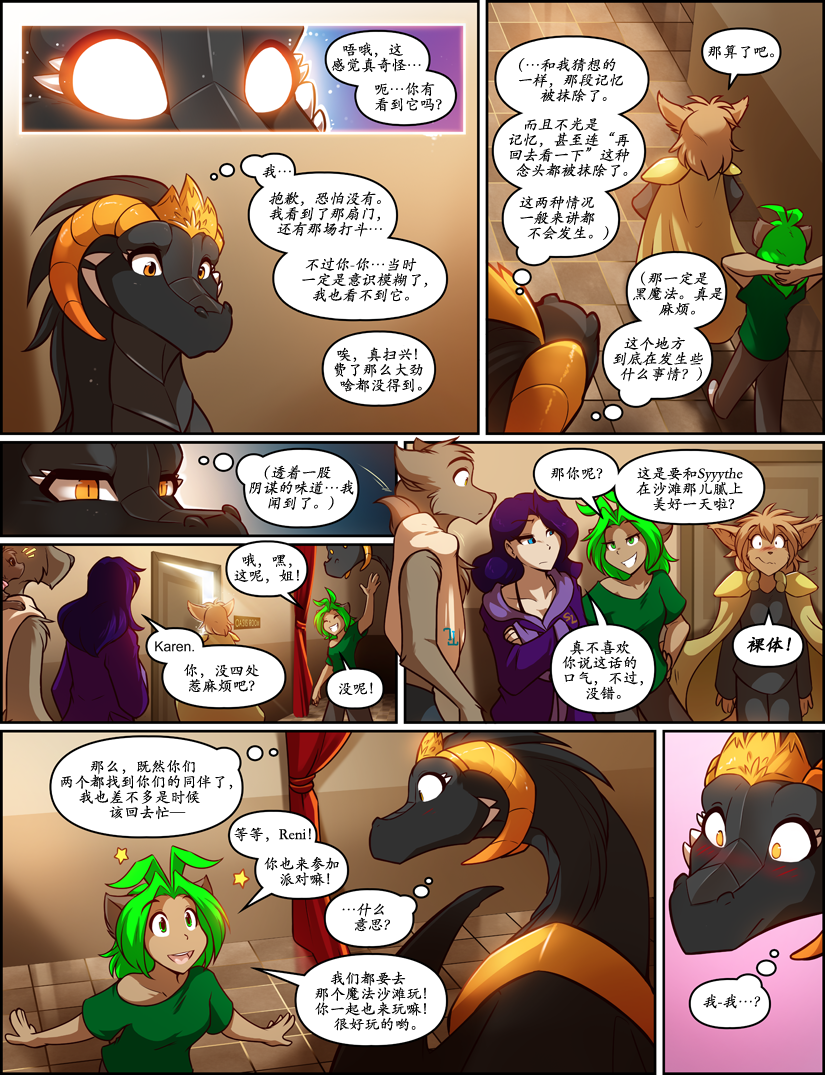 唔哦，这
感觉真奇怪…
呃…你有
看到它吗？
我…
抱歉，恐怕没有。
我看到了那扇门，
还有那场打斗…
不过你-你…当时
一定是意识模糊了，
我也看不到它。
唉，真扫兴！
费了那么大劲
啥都没得到。
那算了吧。
（…和我猜想的
一样，那段记忆
被抹除了。
而且不光是
记忆，甚至连“再
回去看一下”这种
念头都被抹除了。
这两种情况
一般来讲都
不会发生。）
（那一定是
黑魔法。真是
麻烦。
这个地方
到底在发生些
什么事情？）
（透着一股
阴谋的味道…我
闻到了。）
哦，嘿，
这呢，姐！
OASIS ROOM
Karen.
你，没四处
惹麻烦吧？
没呢！
那你呢？
这是要和Syyythe
在沙滩那儿腻上
美好一天啦？
真不喜欢
你说这话的
口气，不过，
没错。
裸体！
那么，既然你们
两个都找到你们的同伴了，
我也差不多是时候
该回去忙—
等等，Reni！
你也来参加
派对嘛！
…什么
意思？
我们都要去
那个魔法沙滩玩！
你一起也来玩嘛！
很好玩的哟。
我-我…？